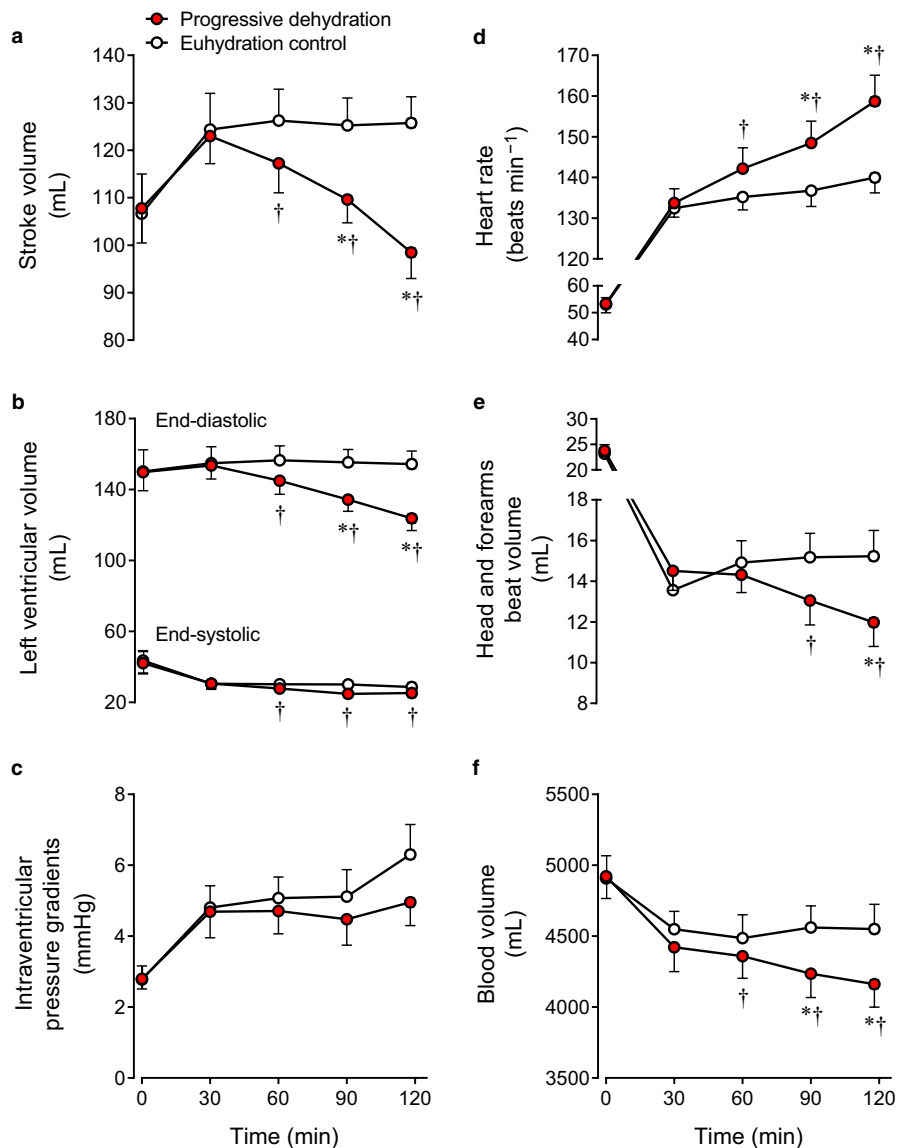 Progressive dehydration
Euhydration control
a
Stroke volume
(mL)
140
130
120
110
100
90
80
†
*†
*†
b
Left ventricular volume
(mL)
180
140
100
60
20
End-diastolic
†
*†
*†
End-systolic
†
†
†
c
Intraventricular
pressure gradients
(mmHg)
8
6
4
2
0
0 30 60 90 120
Time (min)
d
Heart rate
(beats min⁻¹)
170
160
150
140
130
120
60
50
40
†
*†
*†
e
Head and forearms
beat volume
(mL)
30
25
20
16
14
12
10
8
†
*†
f
Blood volume
(mL)
5500
5000
4500
4000
3500
†
*†
*†
0 30 60 90 120
Time (min)